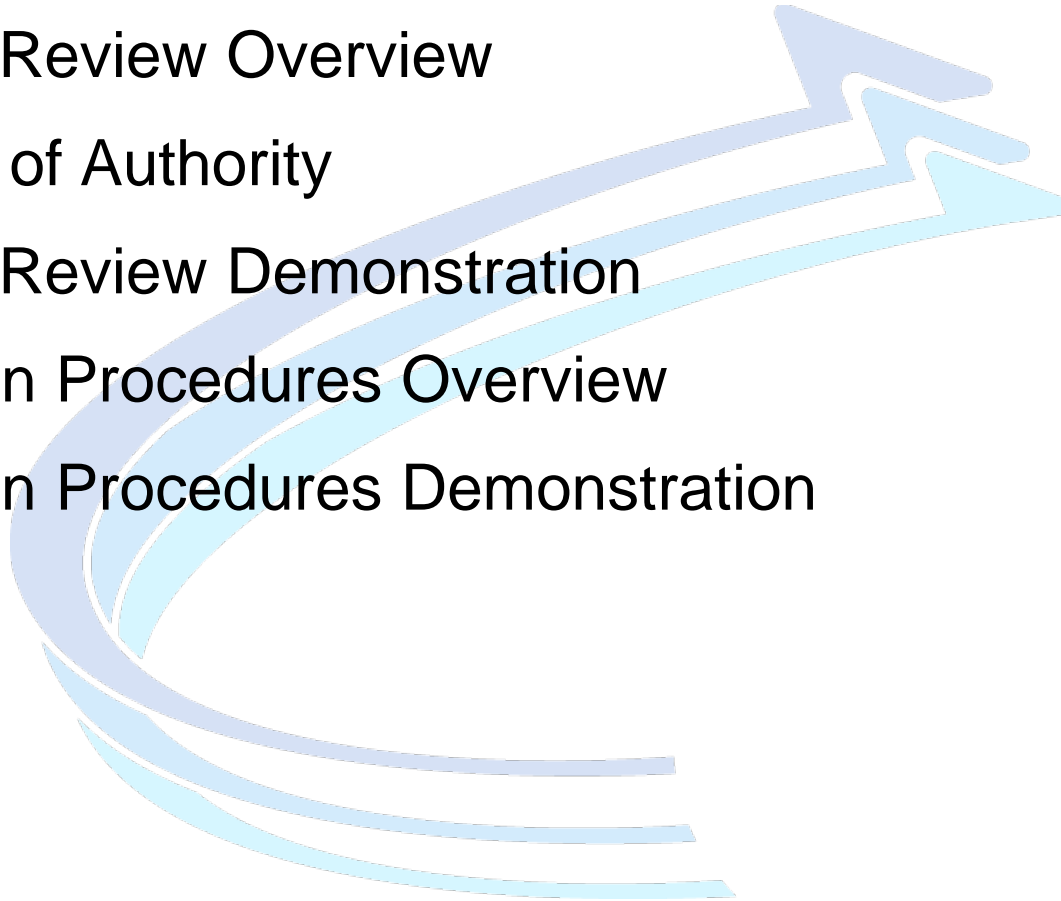 Review Overview
of Authority
Review Demonstration
n Procedures Overview
n Procedures Demonstration